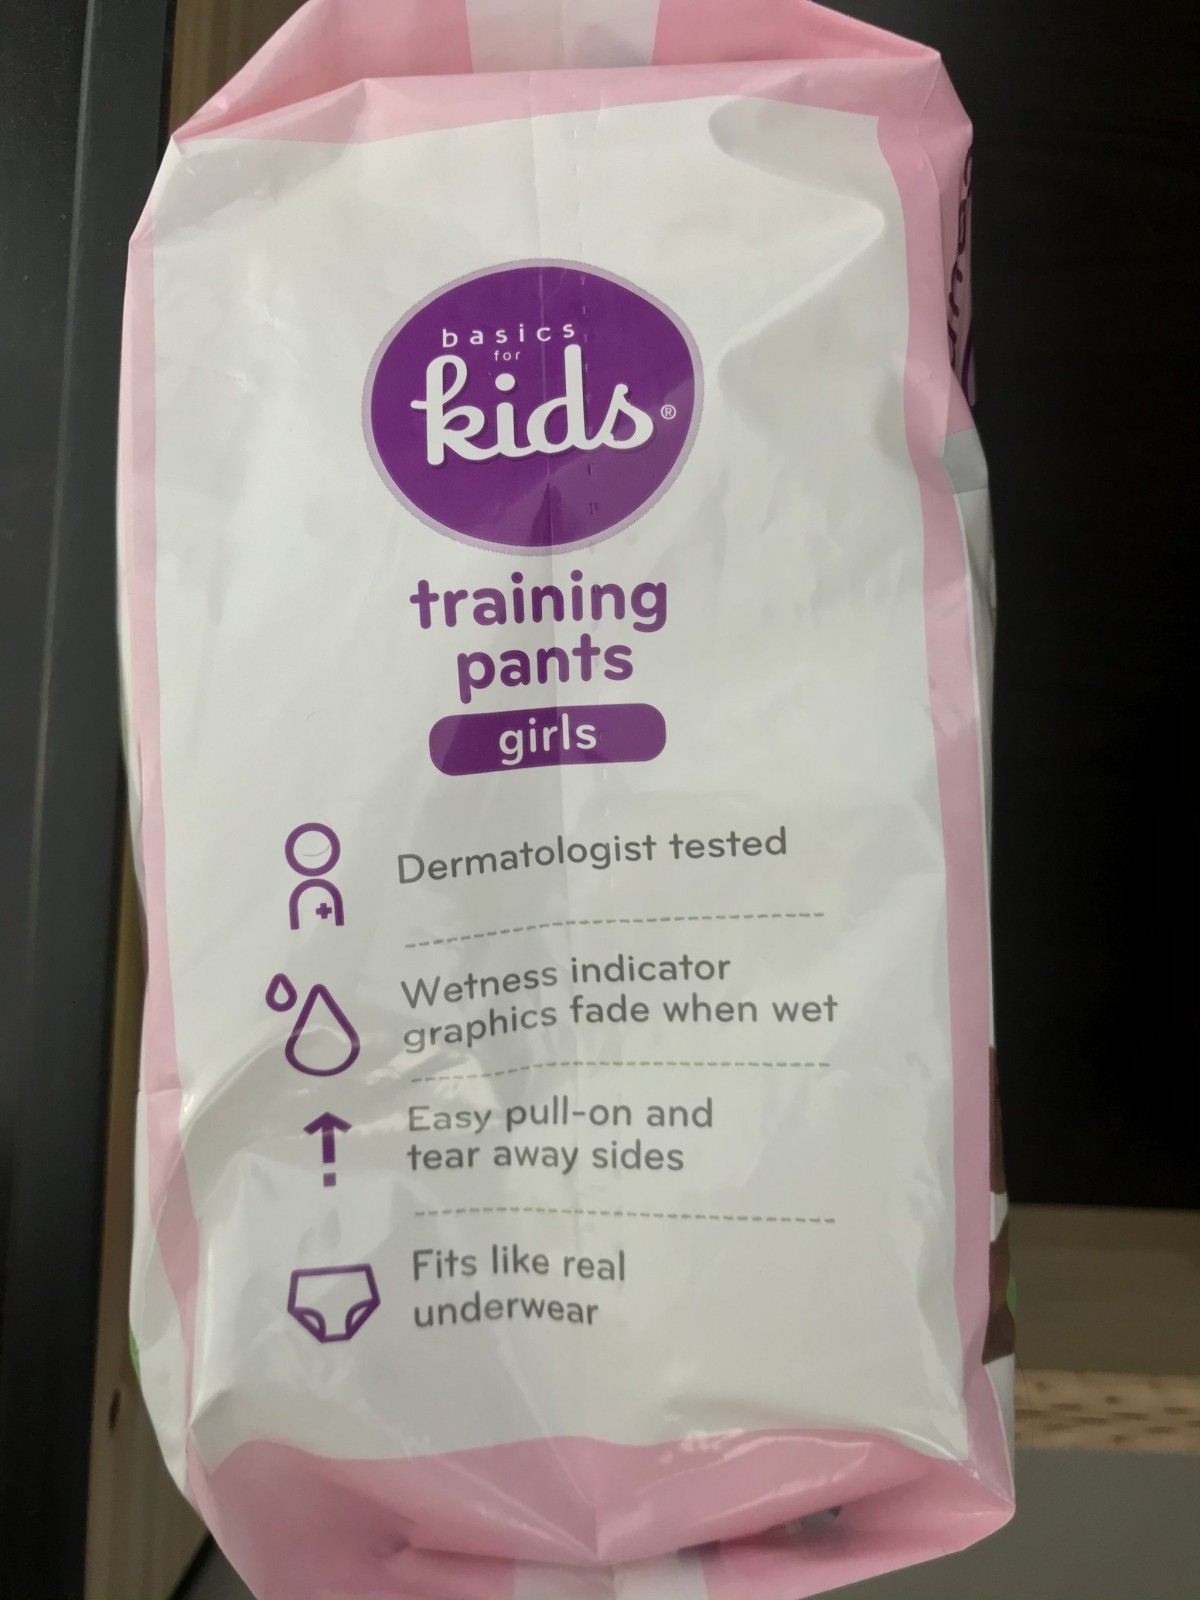 basics
for
kids®
training
pants
girls
Dermatologist tested
Wetness indicator
graphics fade when wet
Easy pull-on and
tear away sides
Fits like real
underwear